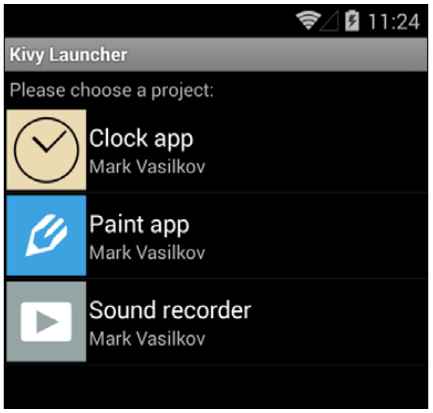 11:24
Kivy Launcher
Please choose a project:
Clock app
Mark Vasilkov
Paint app
Mark Vasilkov
Sound recorder
Mark Vasilkov